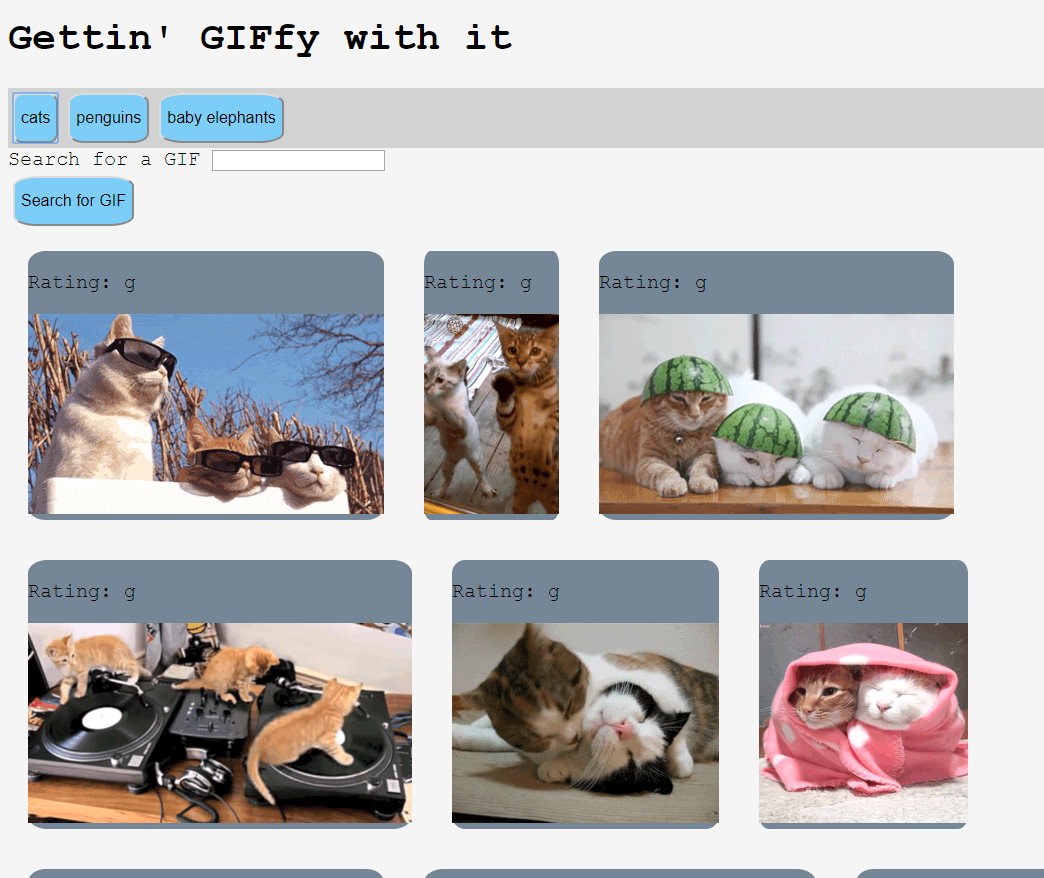 Gettin' GIFfy with it
cats penguins baby elephants
Search for a GIF
Search for GIF
Rating: g Rating: g Rating: g
Rating: g Rating: g Rating: g